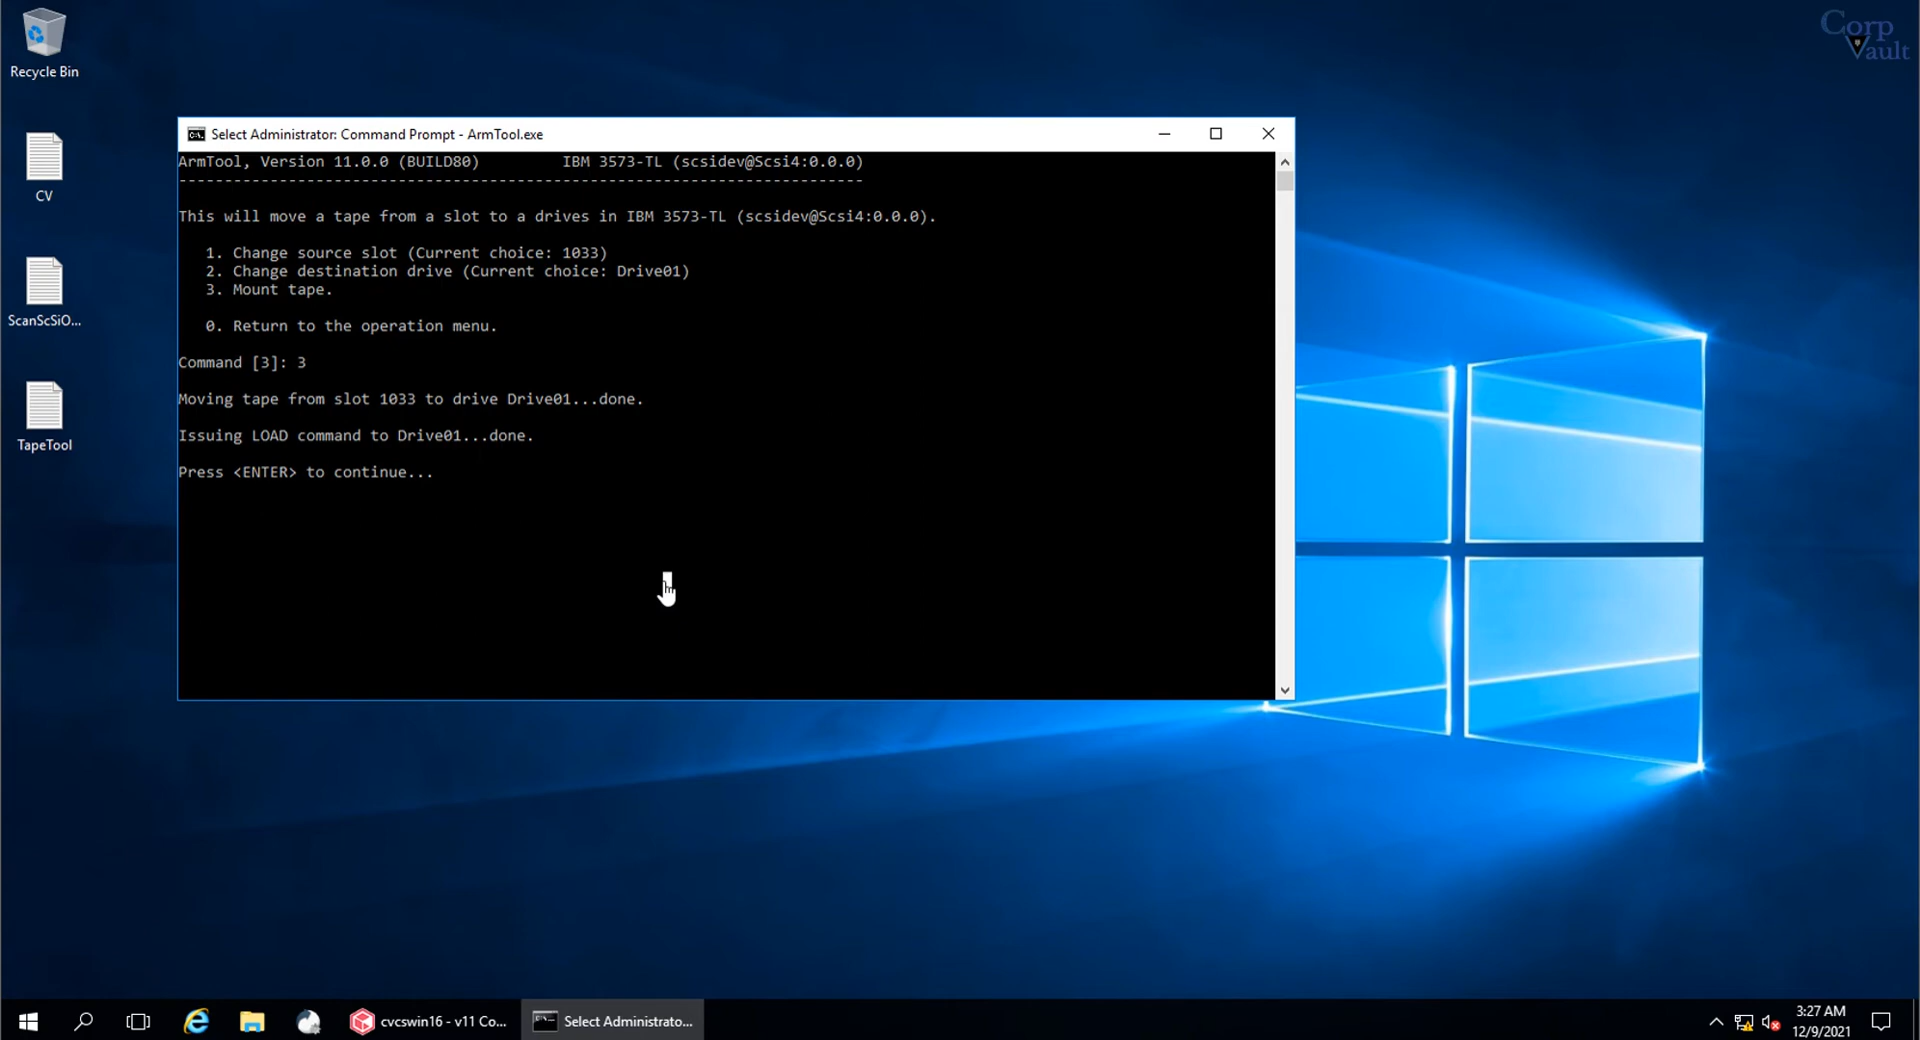 Corp
Vault
Recycle Bin
CV
ScanScSiO...
TapeTool
Select Administrator: Command Prompt - ArmTool.exe
ArmTool, Version 11.0.0 (BUILD80) IBM 3573-TL (scsidev@Scsi4:0.0.0)
---------------------------------------------------------------------------
This will move a tape from a slot to a drives in IBM 3573-TL (scsidev@Scsi4:0.0.0).
1. Change source slot (Current choice: 1033)
2. Change destination drive (Current choice: Drive01)
3. Mount tape.
0. Return to the operation menu.
Command [3]: 3
Moving tape from slot 1033 to drive Drive01...done.
Issuing LOAD command to Drive01...done.
Press <ENTER> to continue...
cvcswin16 - v11 Co...
Select Administrato...
3:27 AM
12/9/2021